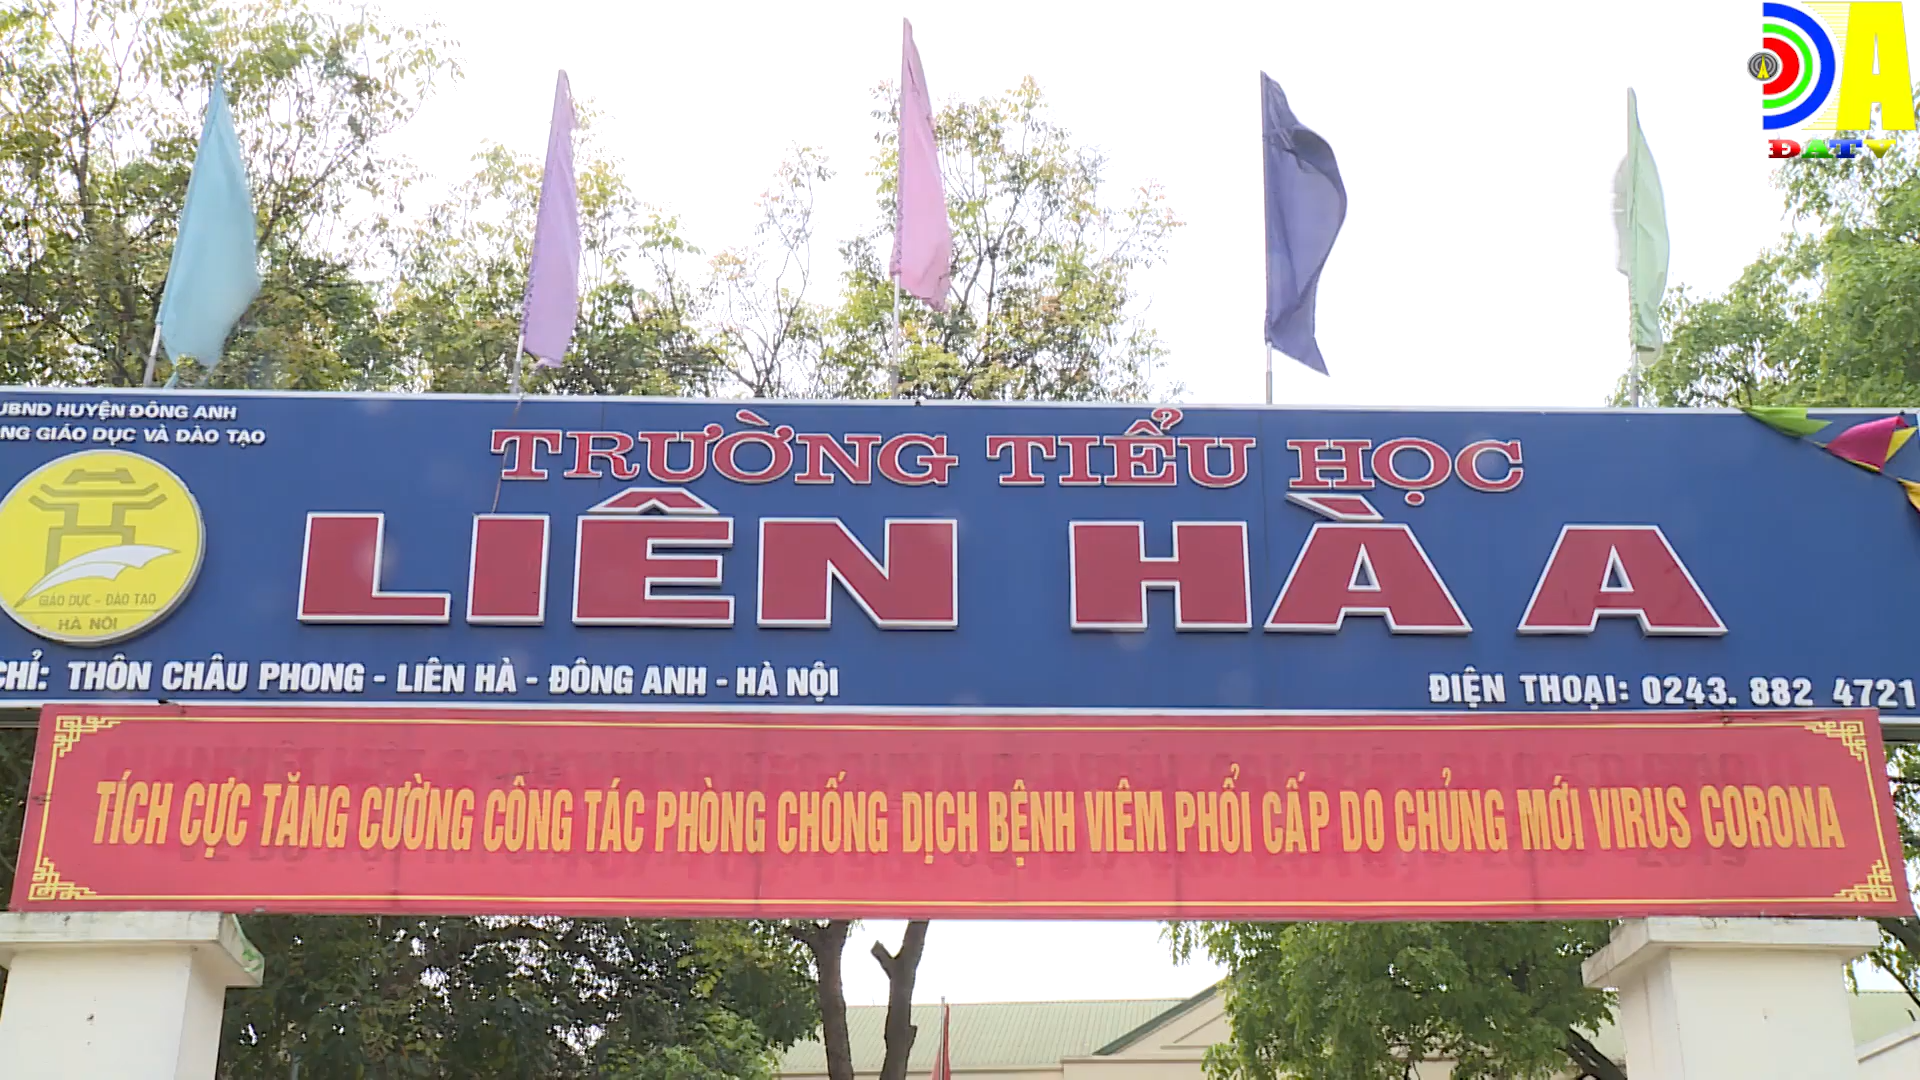 ĐATV
UBND HUYỆN ĐÔNG ANH
NG GIÁO DỤC VÀ ĐÀO TẠO
TRƯỜNG TIỂU HỌC
LIÊN HÀ A
GIÁO DỤC - ĐÀO TẠO
HÀ NỘI
CHỈ: THÔN CHÂU PHONG - LIÊN HÀ - ĐÔNG ANH - HÀ NỘI
ĐIỆN THOẠI: 0243. 882 4721
TÍCH CỰC TĂNG CƯỜNG CÔNG TÁC PHÒNG CHỐNG DỊCH BỆNH VIÊM PHỔI CẤP DO CHỦNG MỚI VIRUS CORONA